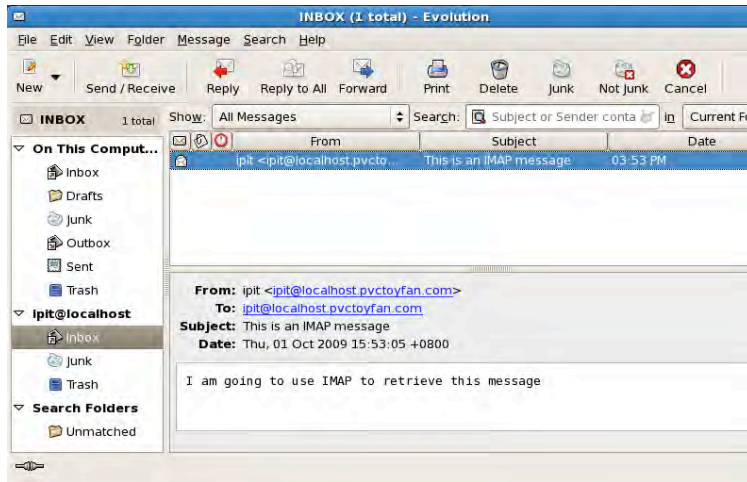 INBOX (1 total) - Evolution
File Edit View Folder Message Search Help
New Send / Receive Reply Reply to All Forward Print Delete Junk Not Junk Cancel
INBOX 1 total Show: All Messages Search: Subject or Sender conta in Current Fo
From Subject Date
ipit <ipit@localhost.pvcto... This is an IMAP message 03:53 PM
On This Comput...
Inbox
Drafts
Junk
Outbox
Sent
Trash
ipit@localhost
Inbox
Junk
Trash
Search Folders
Unmatched
From: ipit <ipit@localhost.pvctoyfan.com>
To: ipit@localhost.pvctoyfan.com
Subject: This is an IMAP message
Date: Thu, 01 Oct 2009 15:53:05 +0800
I am going to use IMAP to retrieve this message